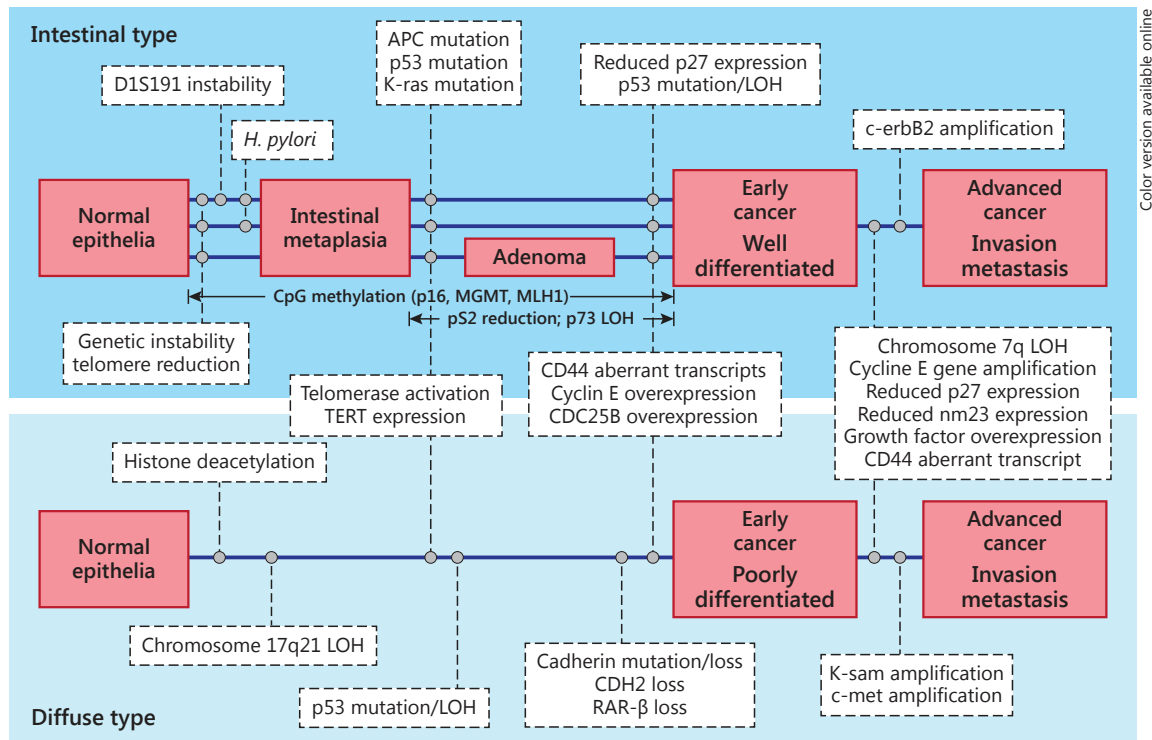 Intestinal type
D1S191 instability
H. pylori
APC mutation
p53 mutation
K-ras mutation
Reduced p27 expression
p53 mutation/LOH
c-erbB2 amplification
Color version available online
Normal
epithelia
Intestinal
metaplasia
Adenoma
Early
cancer
Well
differentiated
Advanced
cancer
Invasion
metastasis
CpG methylation (p16, MGMT, MLH1)
pS2 reduction; p73 LOH
Genetic instability
telomere reduction
Telomerase activation
TERT expression
CD44 aberrant transcripts
Cyclin E overexpression
CDC25B overexpression
Chromosome 7q LOH
Cycline E gene amplification
Reduced p27 expression
Reduced nm23 expression
Growth factor overexpression
CD44 aberrant transcript
Histone deacetylation
Normal
epithelia
Early
cancer
Poorly
differentiated
Advanced
cancer
Invasion
metastasis
Chromosome 17q21 LOH
p53 mutation/LOH
Cadherin mutation/loss
CDH2 loss
RAR-β loss
K-sam amplification
c-met amplification
Diffuse type